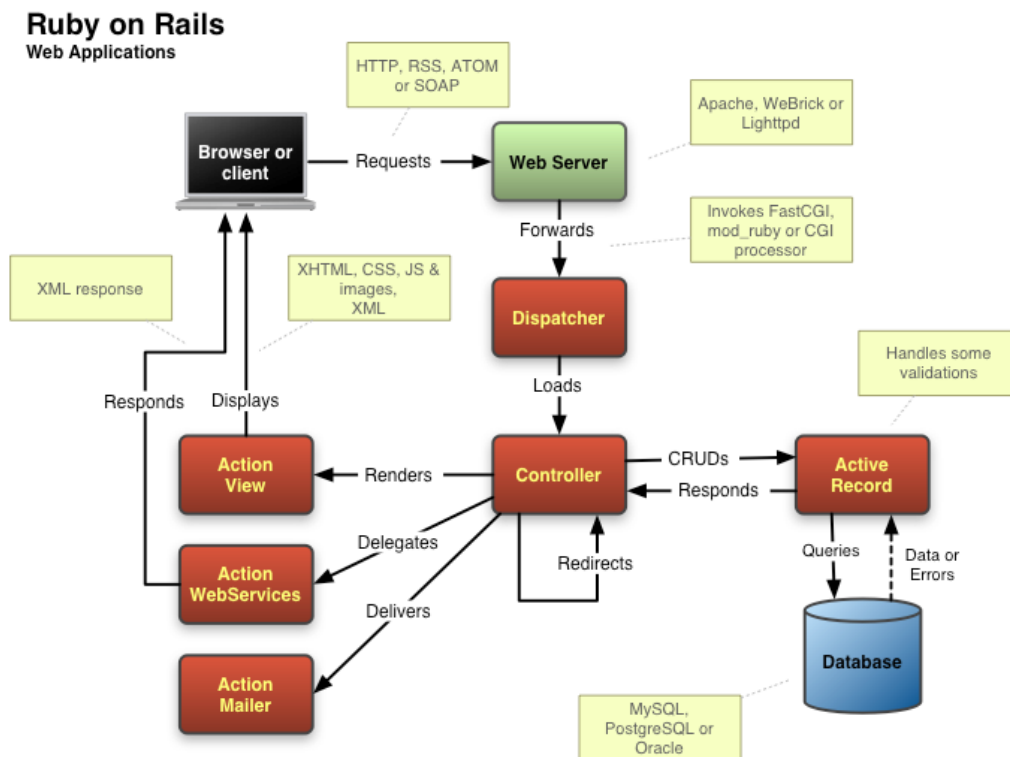 Ruby on Rails
Web Applications
HTTP, RSS, ATOM
or SOAP
Apache, WeBrick or
Lighttpd
Browser or
client
Requests
Web Server
Invokes FastCGI,
mod_ruby or CGI
processor
Forwards
XML response
XHTML, CSS, JS &
images,
XML
Dispatcher
Handles some
validations
Loads
Responds
Displays
Action
View
Renders
Controller
CRUDs
Responds
Active
Record
Delegates
Redirects
Queries
Data or
Errors
Action
WebServices
Delivers
Action
Mailer
Database
MySQL,
PostgreSQL or
Oracle